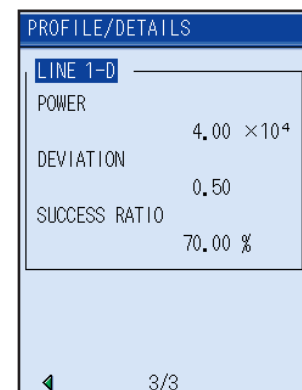 PROFILE/DETAILS
LINE 1-D
POWER
4.00 ×10⁴
DEVIATION
0.50
SUCCESS RATIO
70.00 %
3/3